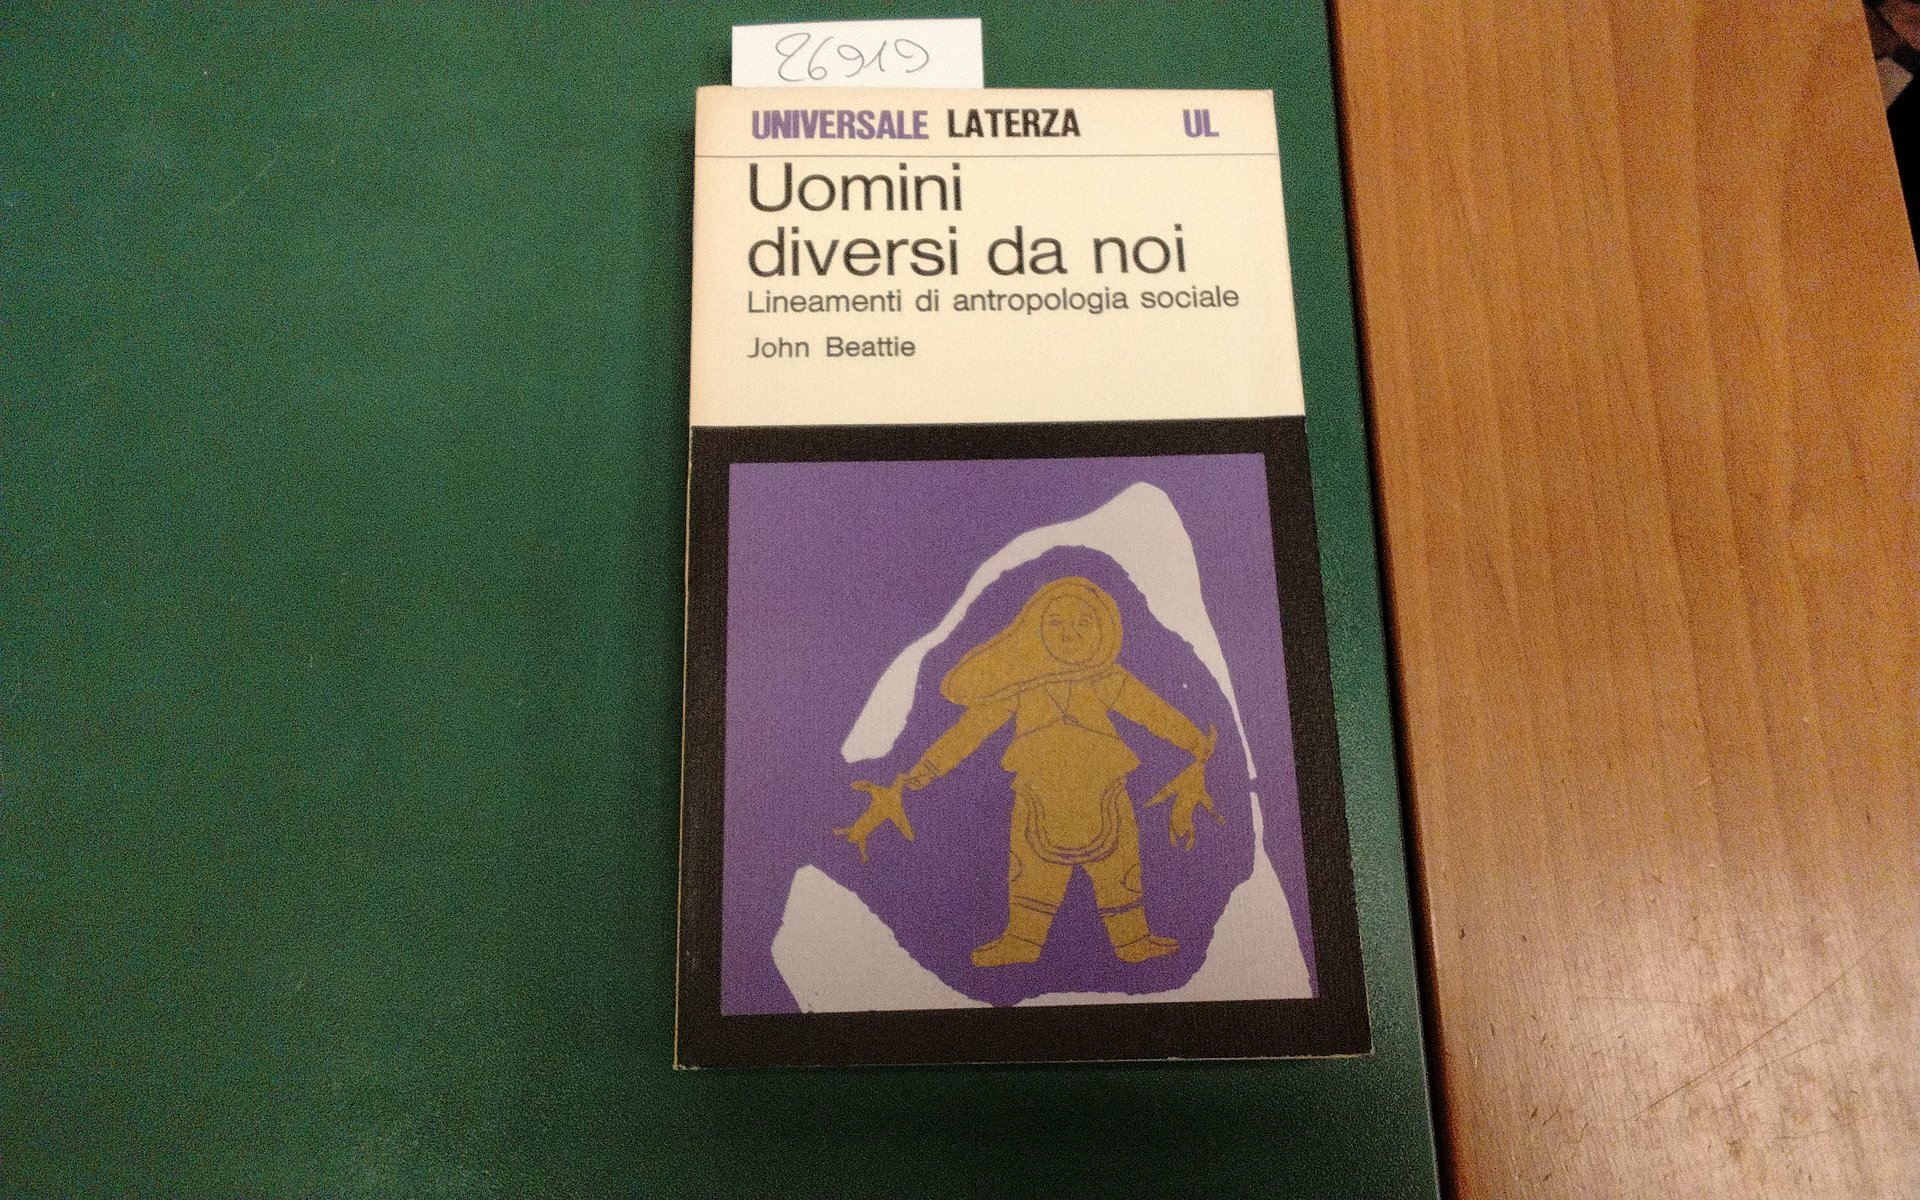 26919
UNIVERSALE LATERZA UL
Uomini
diversi da noi
Lineamenti di antropologia sociale
John Beattie